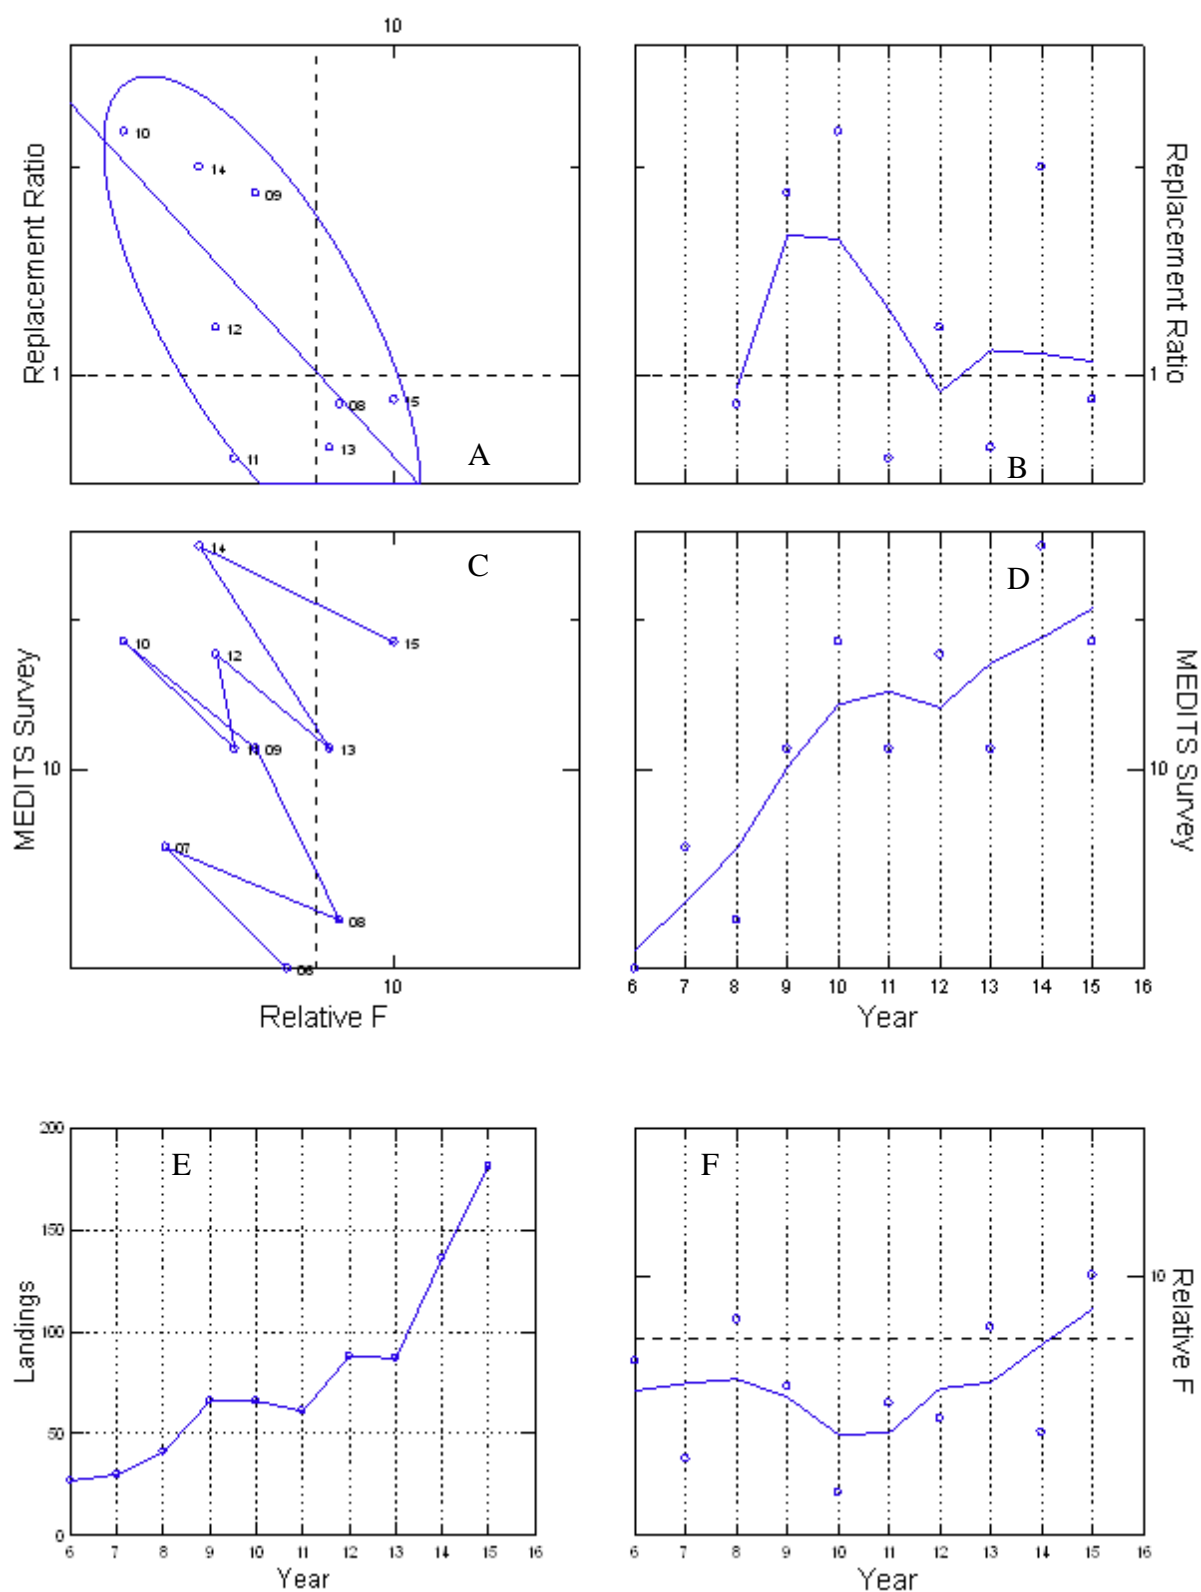 10
Replacement Ratio
1
10
14
09
12
08
15
13
11
A
Replacement Ratio
1
B
MEDITS Survey
10
14
10
12
15
11
09
13
07
08
06
C
10
Relative F
MEDITS Survey
10
D
6 7 8 9 10 11 12 13 14 15 16
Year
Landings
200
150
100
50
0
E
6 7 8 9 10 11 12 13 14 15 16
Year
F
10
Relative F
6 7 8 9 10 11 12 13 14 15 16
Year